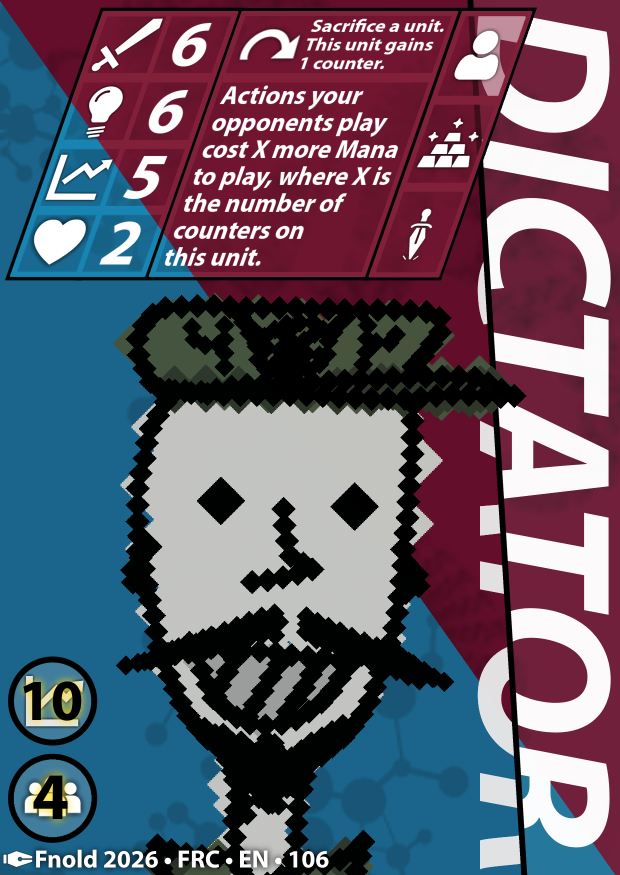 6
Sacrifice a unit.
This unit gains
1 counter.
6
5
2
Actions your
opponents play
cost X more Mana
to play, where X is
the number of
counters on
this unit.
DICTATOR
10
4
Fnold 2026 • FRC • EN • 106